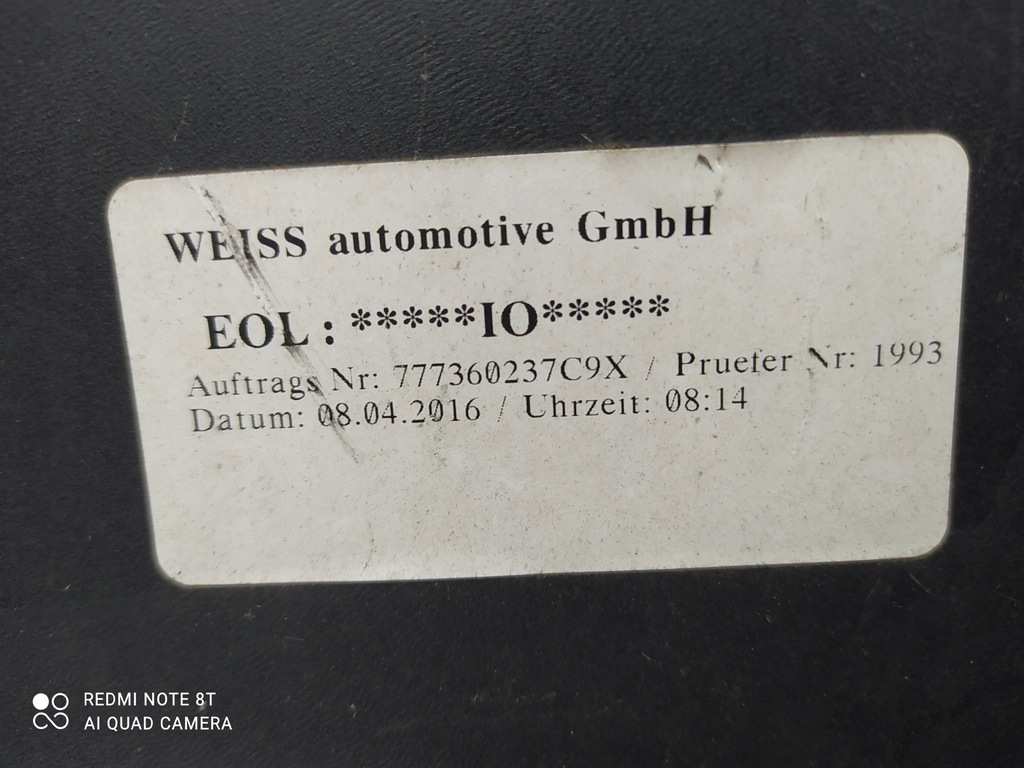 WEISS automotive GmbH
EOL: *****IO*****
Auftrags Nr: 777360237C9X / Pruefer Nr: 1993
Datum: 08.04.2016 / Uhrzeit: 08:14
REDMI NOTE 8T
AI QUAD CAMERA